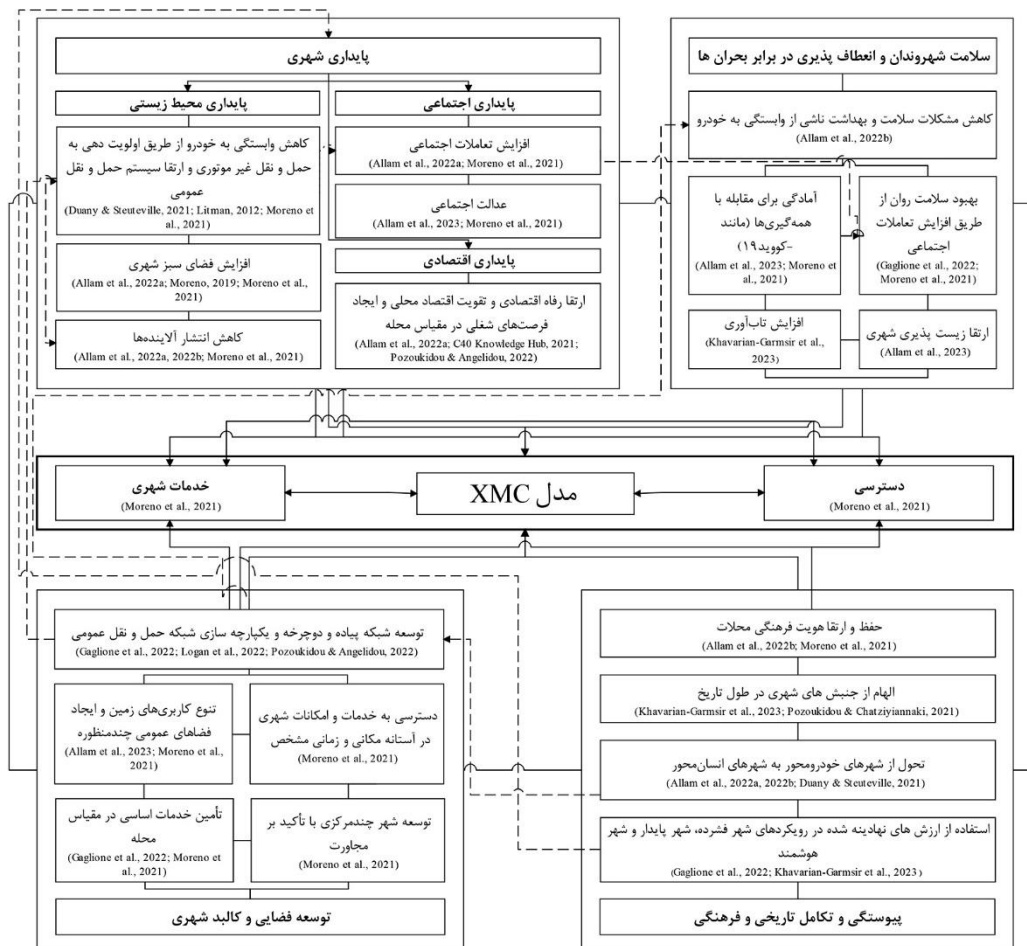 پایداری شهری
پایداری محیط زیستی
کاهش وابستگی به خودرو از طریق اولویت دهی به
حمل و نقل غیر موتوری و ارتقا سیستم حمل و نقل
عمومی
(Duany & Steuteville, 2021; Litman, 2012; Moreno et al.,
2021)
افزایش فضای سبز شهری
(Allam et al., 2022a; Moreno, 2019; Moreno et al.,
2021)
کاهش انتشار آلاینده‌ها
(Allam et al., 2022a, 2022b; Moreno et al., 2021)
پایداری اجتماعی
افزایش تعاملات اجتماعی
(Allam et al., 2022a; Moreno et al., 2021)
عدالت اجتماعی
(Allam et al., 2023; Moreno et al., 2021)
پایداری اقتصادی
ارتقا رفاه اقتصادی و تقویت اقتصاد محلی و ایجاد
فرصت‌های شغلی در مقیاس محله
(Allam et al., 2022a; C40 Knowledge Hub, 2021;
Pozoukidou & Angelidou, 2022)
سلامت شهروندان و انعطاف پذیری در برابر بحران ها
کاهش مشکلات سلامت و بهداشت ناشی از وابستگی به خودرو
(Allam et al., 2022b)
بهبود سلامت روان از
طریق افزایش تعاملات
اجتماعی
(Gaglione et al., 2022;
Moreno et al., 2021)
آمادگی برای مقابله با
همه‌گیری‌ها (مانند
کووید۱۹-)
(Allam et al., 2023; Moreno
et al., 2021)
ارتقا زیست پذیری شهری
(Allam et al., 2023)
افزایش تاب‌آوری
(Khavarian-Garmsir et al.,
2023)
خدمات شهری
(Moreno et al., 2021)
مدل XMC
دسترسی
(Moreno et al., 2021)
توسعه شبکه پیاده و دوچرخه و یکپارچه سازی شبکه حمل و نقل عمومی
(Gaglione et al., 2022; Logan et al., 2022; Pozoukidou & Angelidou, 2022)
دسترسی به خدمات و امکانات شهری
در آستانه مکانی و زمانی مشخص
(Moreno et al., 2021)
تنوع کاربری‌های زمین و ایجاد
فضاهای عمومی چندمنظوره
(Allam et al., 2023; Moreno et al.,
2021)
توسعه شهر چندمرکزی با تأکید بر
مجاورت
(Moreno et al., 2021)
تأمین خدمات اساسی در مقیاس
محله
(Gaglione et al., 2022; Moreno et
al., 2021)
توسعه فضایی و کالبد شهری
حفظ و ارتقا هویت فرهنگی محلات
(Allam et al., 2022b; Moreno et al., 2021)
الهام از جنبش های شهری در طول تاریخ
(Khavarian-Garmsir et al., 2023; Pozoukidou & Chatziyiannaki, 2021)
تحول از شهرهای خودرومحور به شهرهای انسان‌محور
(Allam et al., 2022a, 2022b; Duany & Steuteville, 2021)
استفاده از ارزش های نهادینه شده در رویکردهای شهر فشرده، شهر پایدار و شهر
هوشمند
(Gaglione et al., 2022; Khavarian-Garmsir et al., 2023)
پیوستگی و تکامل تاریخی و فرهنگی